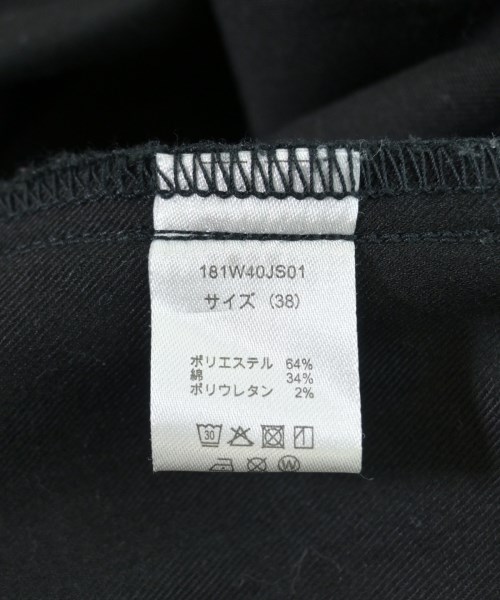 181W40JS01
サイズ (38)
ポリエステル 64%
綿 34%
ポリウレタン 2%
30
W